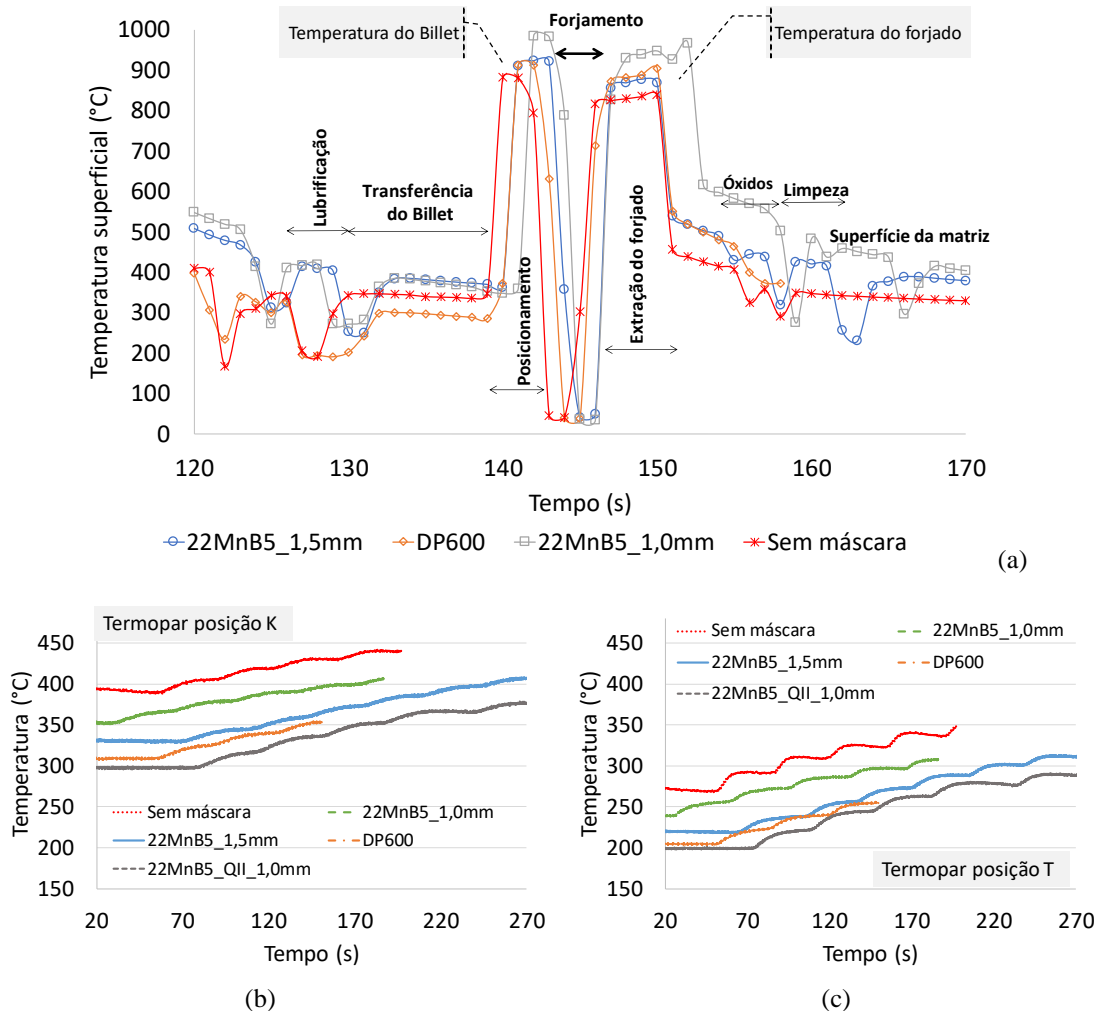 Temperatura superficial (°C)
1000
900
800
700
600
500
400
300
200
100
0
120
130
140
150
160
170
Tempo (s)
Temperatura do Billet
Forjamento
Temperatura do forjado
Lubrificação
Transferência
do Billet
Posicionamento
Extração do forjado
Óxidos
Limpeza
Superfície da matriz
22MnB5_1,5mm
DP600
22MnB5_1,0mm
Sem máscara
(a)
Termopar posição K
Temperatura (°C)
450
400
350
300
250
200
150
20
70
120
170
220
270
Tempo (s)
Sem máscara
22MnB5_1,0mm
22MnB5_1,5mm
DP600
22MnB5_QII_1,0mm
(b)
Temperatura (°C)
450
400
350
300
250
200
150
20
70
120
170
220
270
Tempo (s)
Sem máscara
22MnB5_1,0mm
22MnB5_1,5mm
DP600
22MnB5_QII_1,0mm
Termopar posição T
(c)